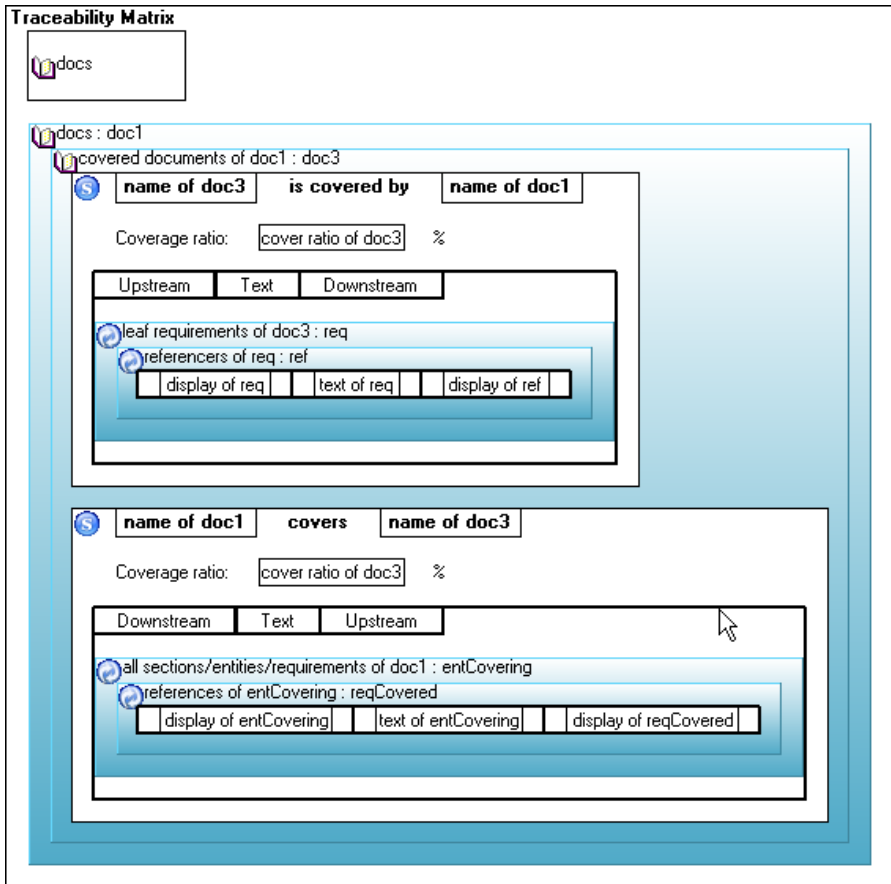 Traceability Matrix
docs
docs : doc1
covered documents of doc1 : doc3
S name of doc3 is covered by name of doc1
Coverage ratio: cover ratio of doc3 %
Upstream Text Downstream
leaf requirements of doc3 : req
referencers of req : ref
display of req text of req display of ref
S name of doc1 covers name of doc3
Coverage ratio: cover ratio of doc3 %
Downstream Text Upstream
all sections/entities/requirements of doc1 : entCovering
references of entCovering : reqCovered
display of entCovering text of entCovering display of reqCovered